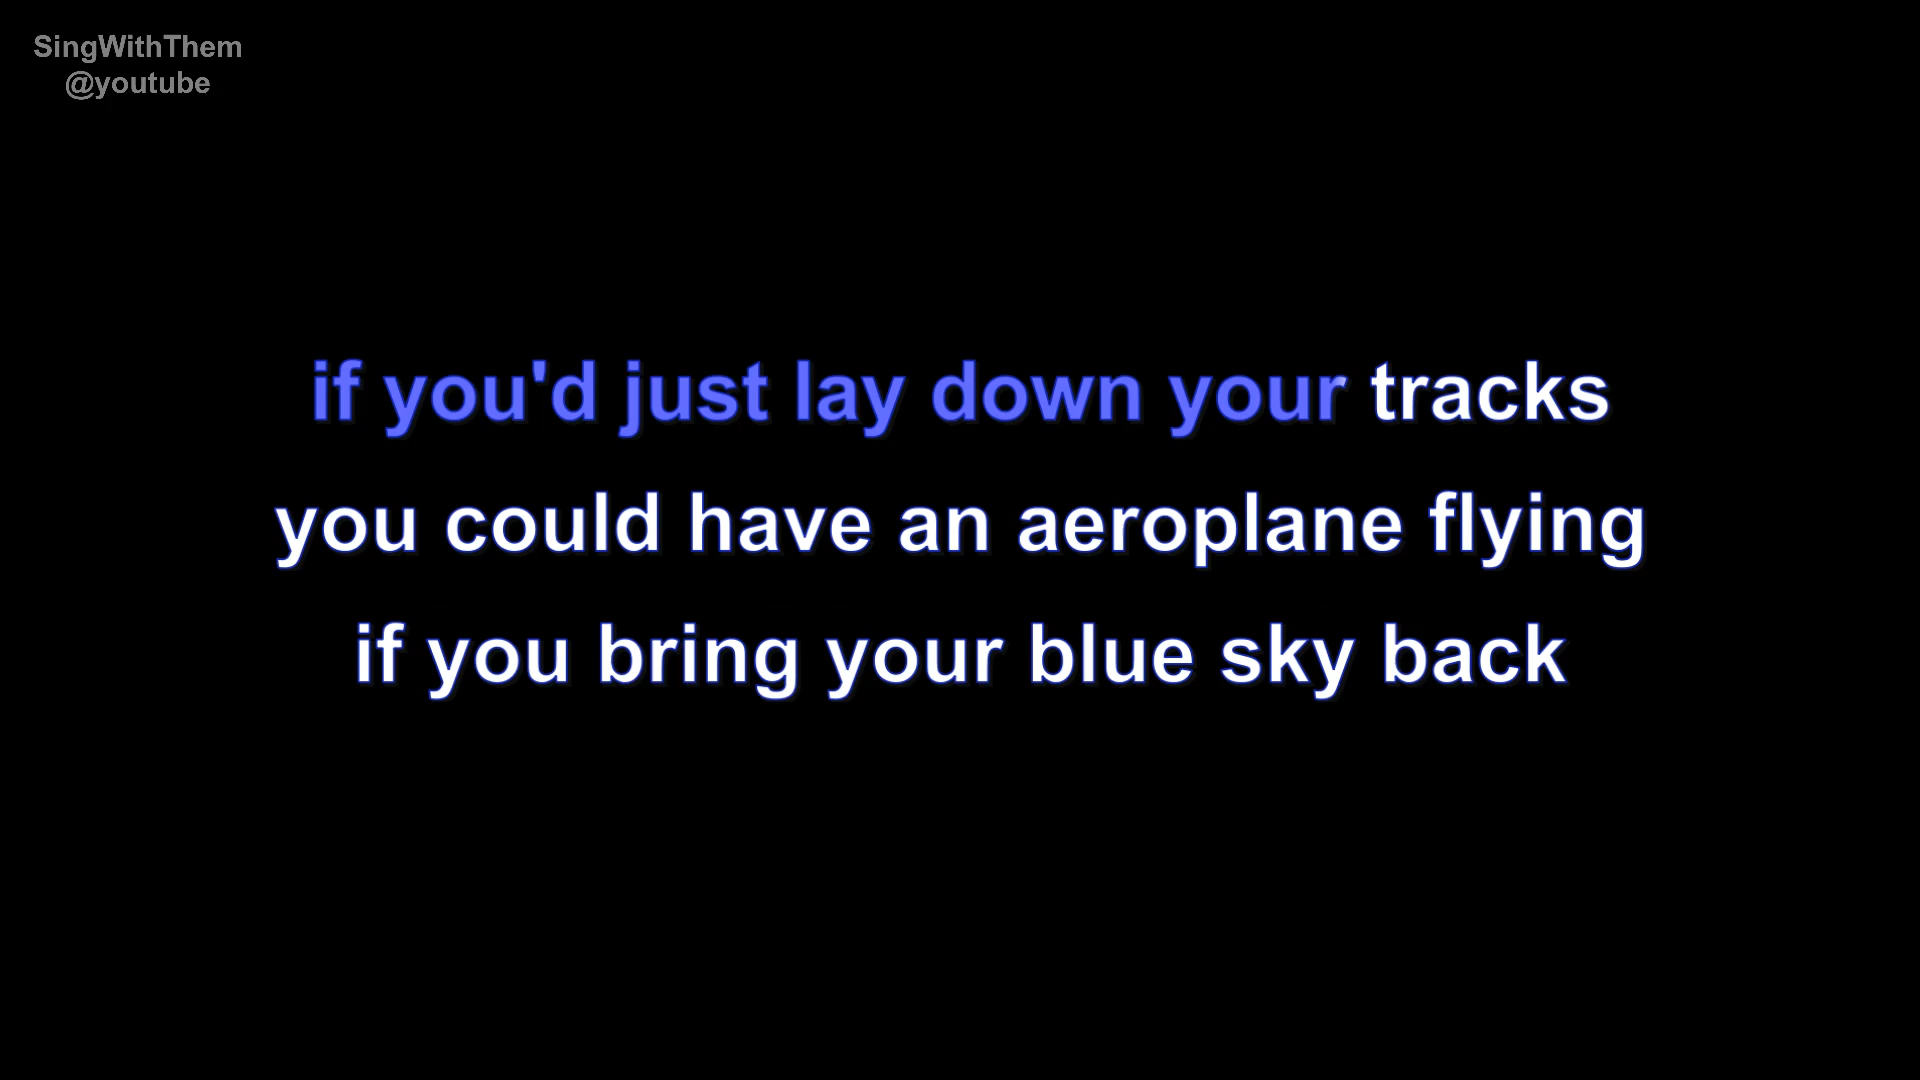 SingWithThem
@youtube
if you'd just lay down your tracks
you could have an aeroplane flying
if you bring your blue sky back